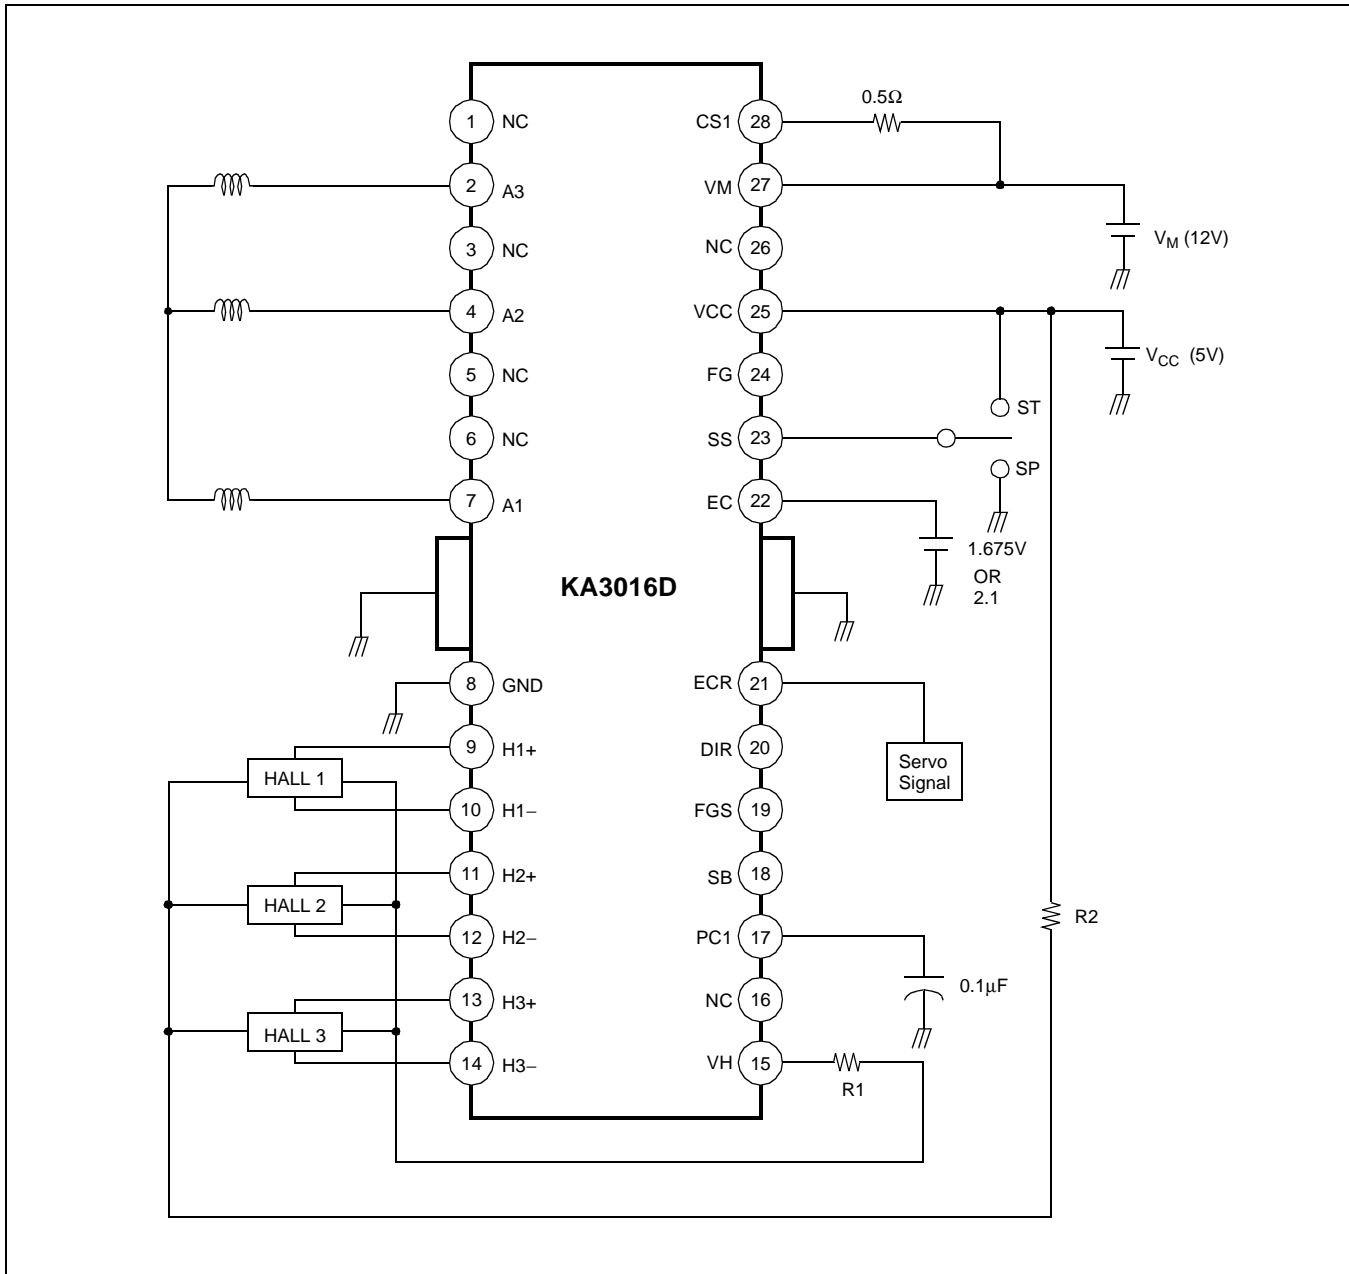 0.5Ω
1 NC
CS1 28
2 A3
VM 27
V_M (12V)
3 NC
NC 26
4 A2
VCC 25
V_CC (5V)
5 NC
FG 24
ST
6 NC
SS 23
SP
7 A1
EC 22
1.675V
OR
2.1
KA3016D
8 GND
ECR 21
9 H1+
DIR 20
Servo
Signal
HALL 1
10 H1−
FGS 19
11 H2+
SB 18
HALL 2
R2
12 H2−
PC1 17
0.1μF
13 H3+
NC 16
HALL 3
14 H3−
VH 15
R1